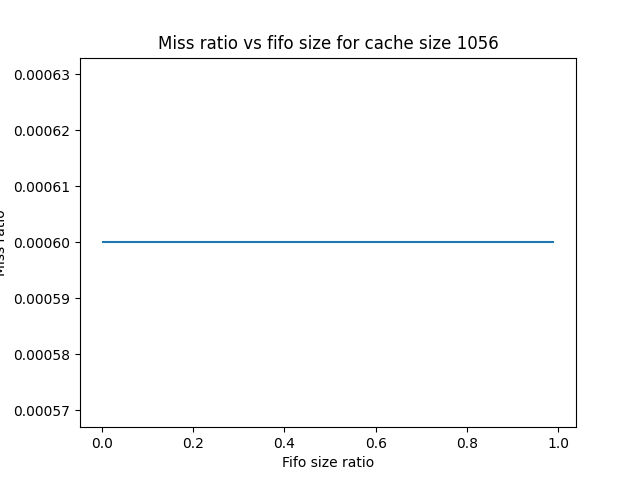 Miss ratio vs fifo size for cache size 1056
0.00063
0.00062
0.00061
0.00060
0.00059
0.00058
0.00057
Miss ratio
0.0 0.2 0.4 0.6 0.8 1.0
Fifo size ratio